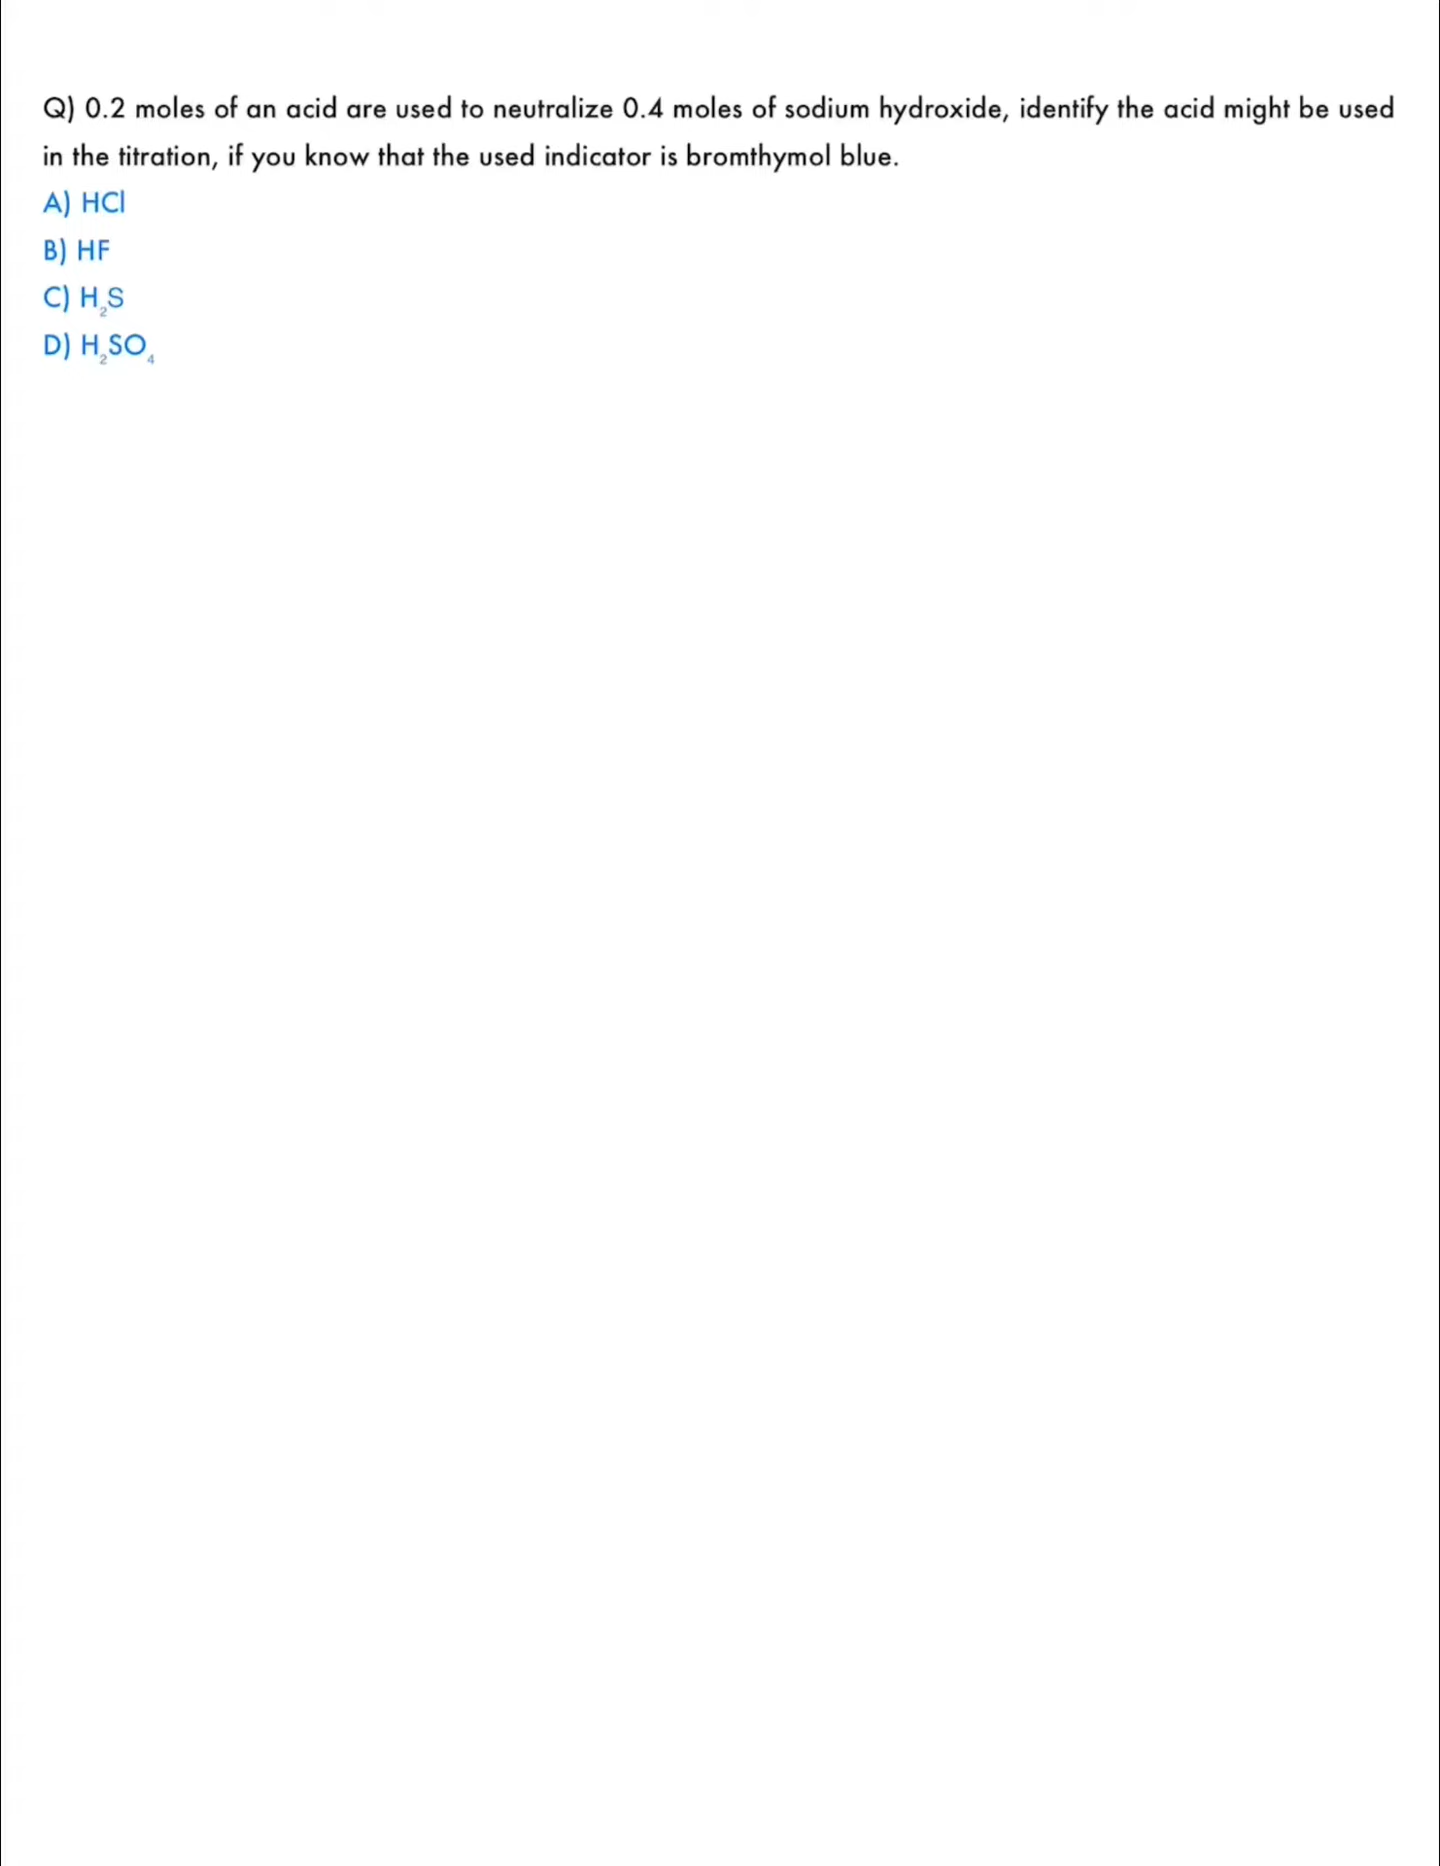 Q) 0.2 moles of an acid are used to neutralize 0.4 moles of sodium hydroxide, identify the acid might be used
in the titration, if you know that the used indicator is bromthymol blue.
A) HCl
B) HF
C) H₂S
D) H₂SO₄